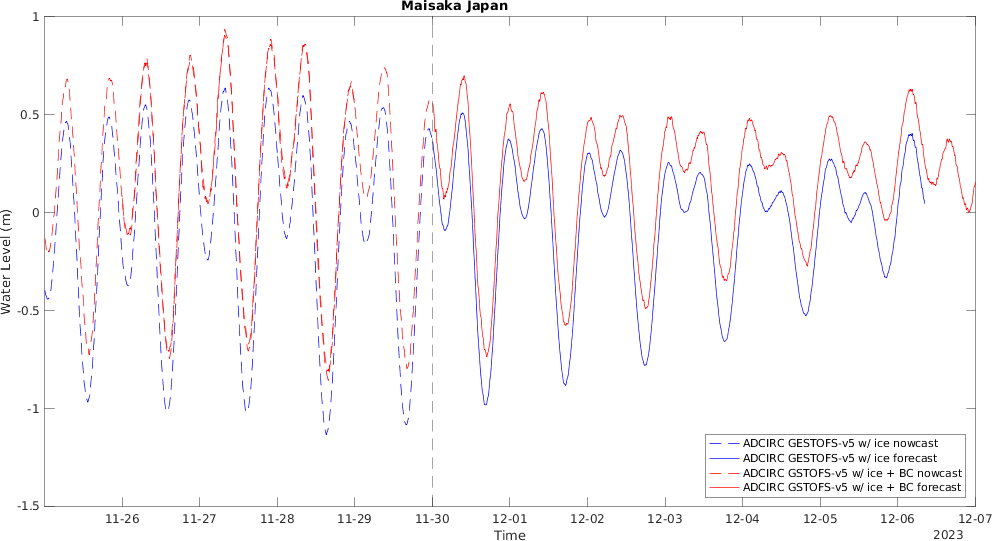 Maisaka Japan
1
0.5
0
-0.5
-1
-1.5
Water Level (m)
11-26 11-27 11-28 11-29 11-30 12-01 12-02 12-03 12-04 12-05 12-06 12-07
Time
2023
ADCIRC GESTOFS-v5 w/ ice nowcast
ADCIRC GESTOFS-v5 w/ ice forecast
ADCIRC GSTOFS-v5 w/ ice + BC nowcast
ADCIRC GSTOFS-v5 w/ ice + BC forecast